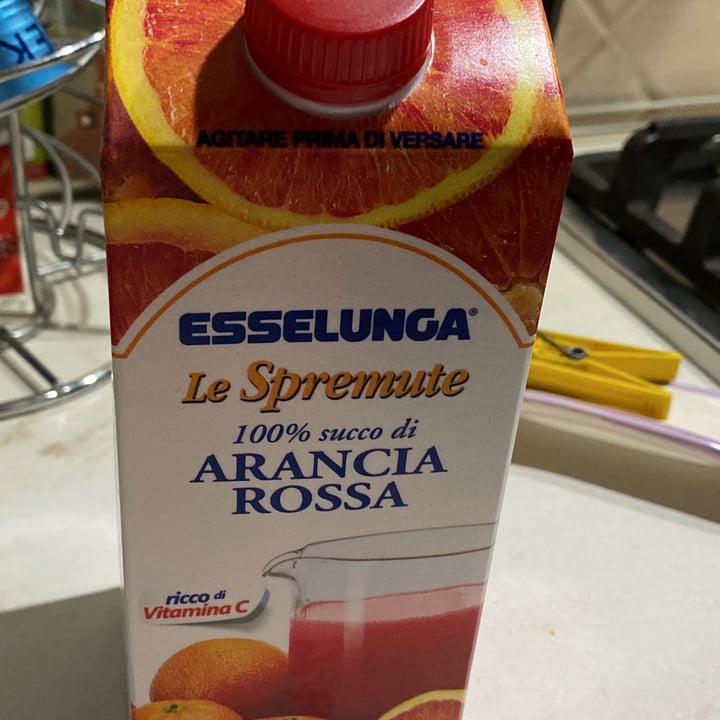 AGITARE PRIMA DI VERSARE
ESSELUNGA®
Le Spremute
100% succo di
ARANCIA
ROSSA
ricco di
Vitamina C